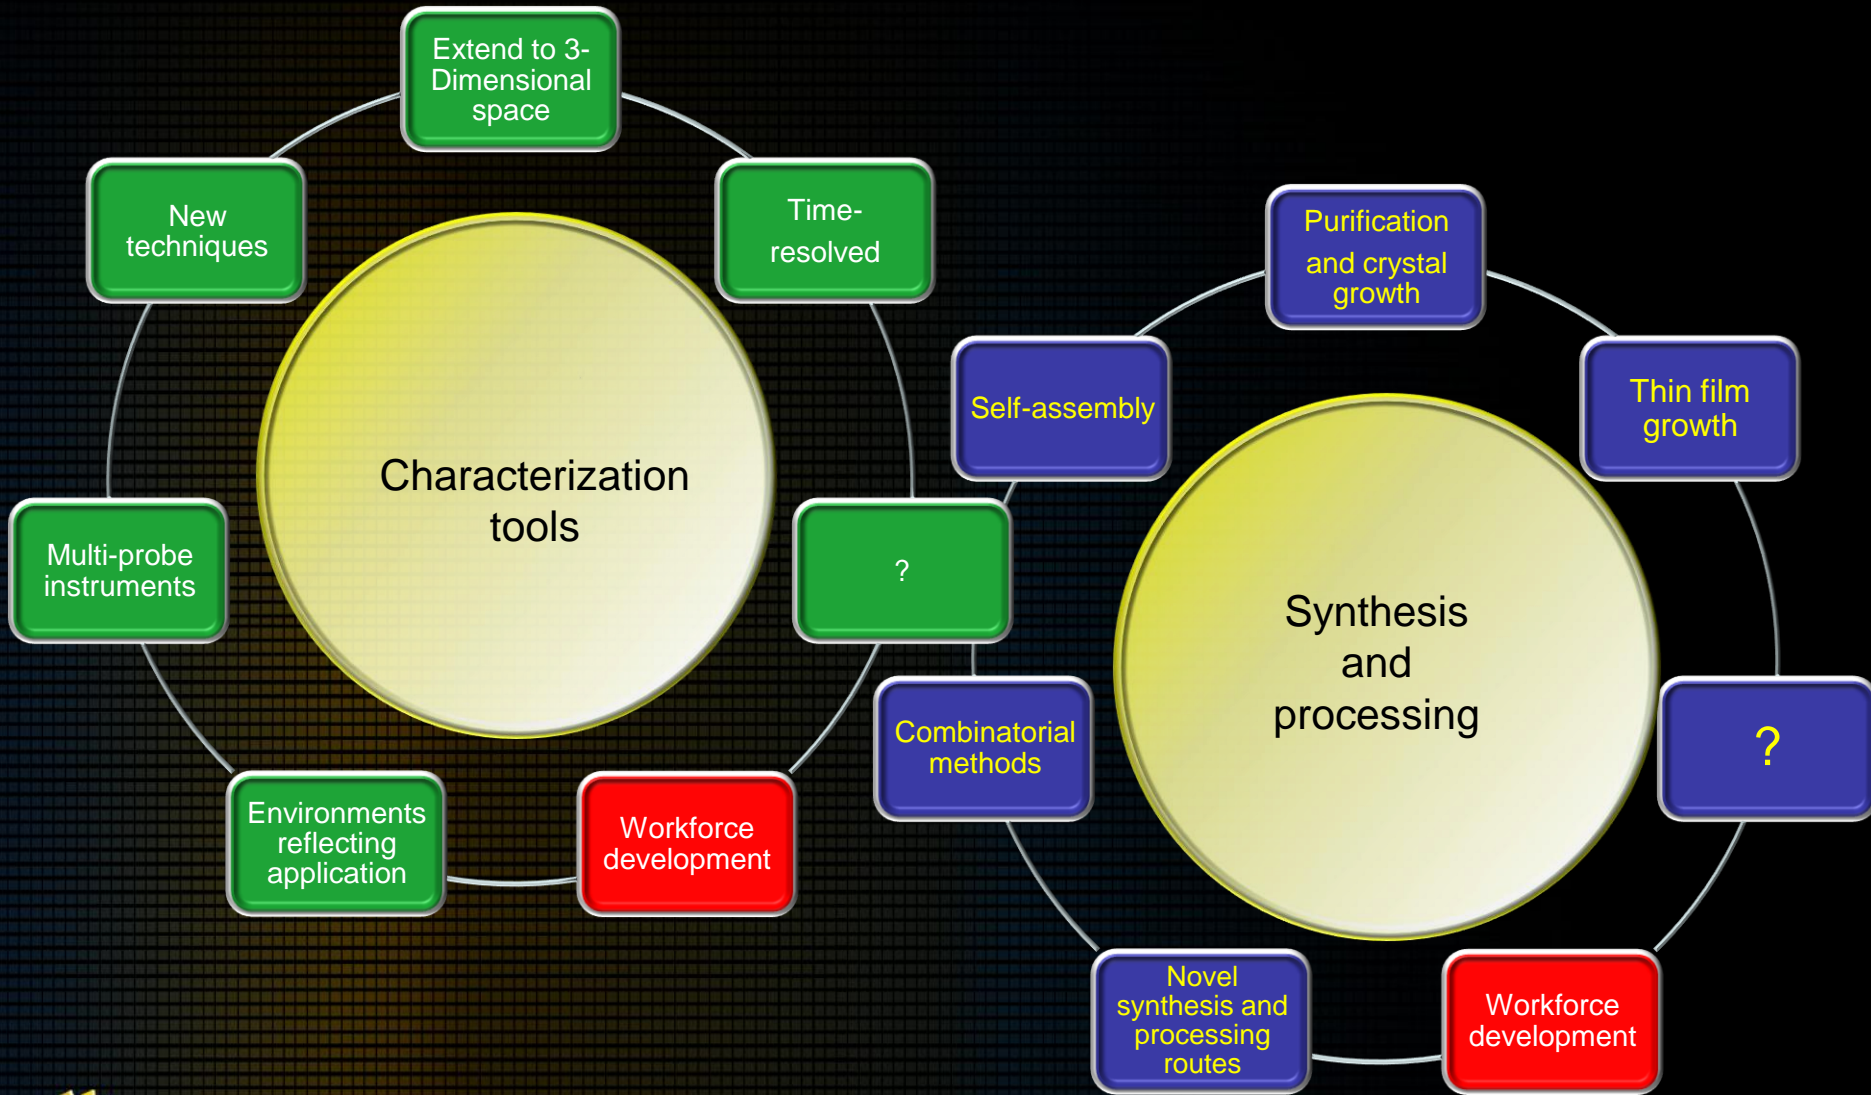 Extend to 3-
Dimensional
space
New
techniques
Time-
resolved
Characterization
tools
Multi-probe
instruments
?
Environments
reflecting
application
Workforce
development
Purification
and crystal
growth
Self-assembly
Thin film
growth
Synthesis
and
processing
Combinatorial
methods
?
Novel
synthesis and
processing
routes
Workforce
development